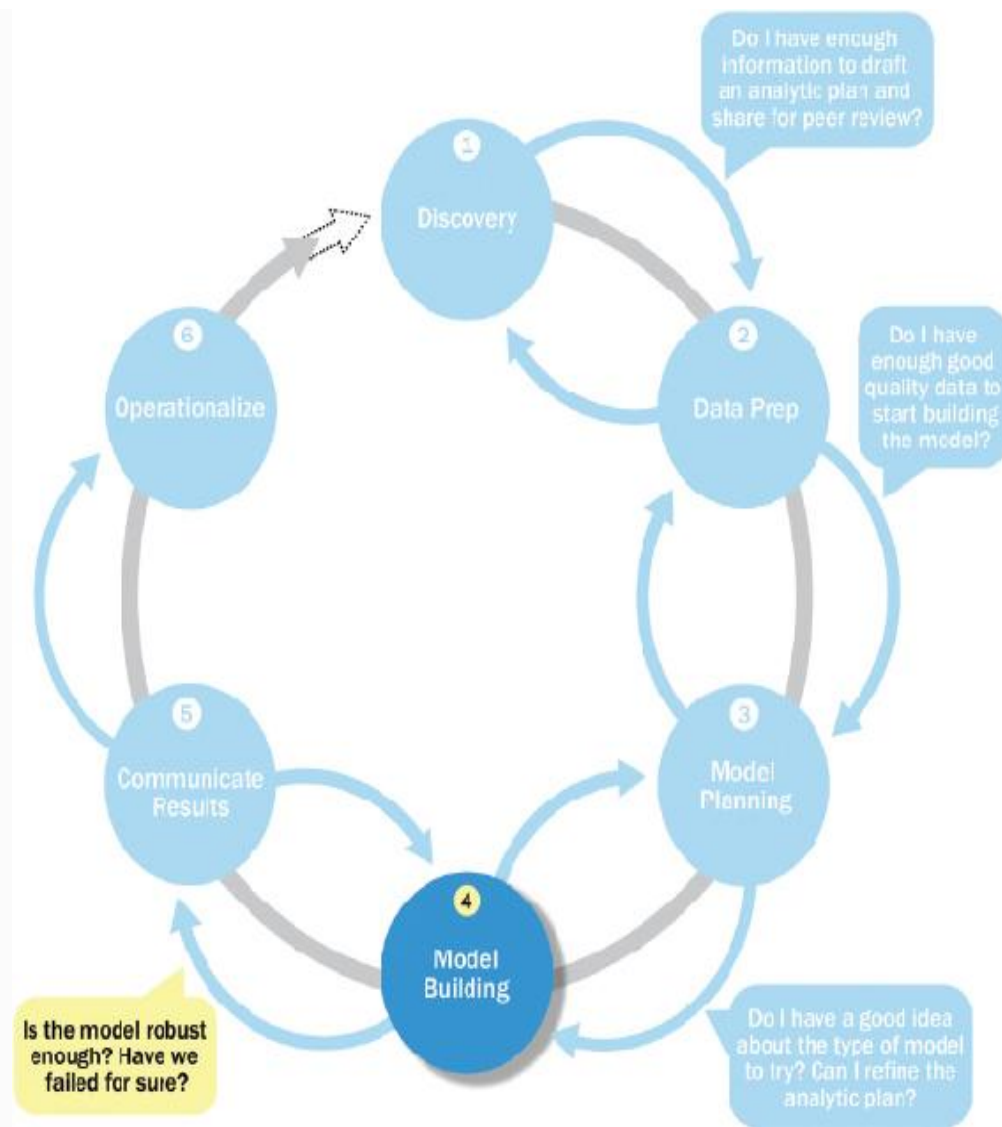 Do I have enough
information to draft
an analytic plan and
share for peer review?
1
Discovery
2
Data Prep
Do I have
enough good
quality data to
start building
the model?
3
Model
Planning
Do I have a good idea
about the type of model
to try? Can I refine the
analytic plan?
4
Model
Building
Is the model robust
enough? Have we
failed for sure?
5
Communicate
Results
6
Operationalize